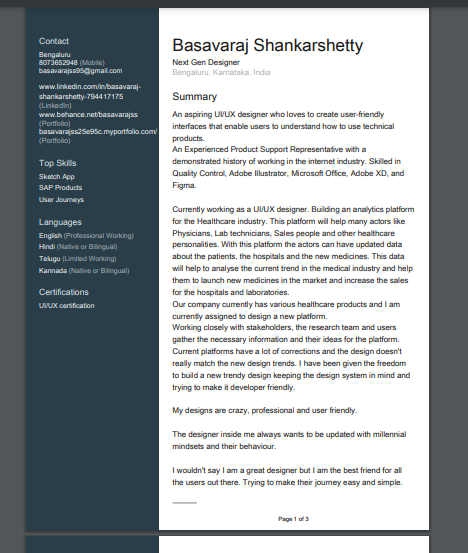 Contact
Bengaluru
8073652948 (Mobile)
basavarajss95@gmail.com
www.linkedin.com/in/basavaraj-
shankarshetty-794417175
(LinkedIn)
www.behance.net/basavarajss
(Portfolio)
basavarajss25e95c.myportfolio.com/
(Portfolio)
Top Skills
Sketch App
SAP Products
User Journeys
Languages
English (Professional Working)
Hindi (Native or Bilingual)
Telugu (Limited Working)
Kannada (Native or Bilingual)
Certifications
UI/UX certification
Basavaraj Shankarshetty
Next Gen Designer
Bengaluru, Karnataka, India
Summary
An aspiring UI/UX designer who loves to create user-friendly
interfaces that enable users to understand how to use technical
products.
An Experienced Product Support Representative with a
demonstrated history of working in the internet industry. Skilled in
Quality Control, Adobe Illustrator, Microsoft Office, Adobe XD, and
Figma.
Currently working as a UI/UX designer. Building an analytics platform
for the Healthcare industry. This platform will help many actors like
Physicians, Lab technicians, Sales people and other healthcare
personalities. With this platform the actors can have updated data
about the patients, the hospitals and the new medicines. This data
will help to analyse the current trend in the medical industry and help
them to launch new medicines in the market and increase the sales
for the hospitals and laboratories.
Our company currently has various healthcare products and I am
currently assigned to design a new platform.
Working closely with stakeholders, the research team and users
gather the necessary information and their ideas for the platform.
Current platforms have a lot of corrections and the design doesn't
really match the new design trends. I have been given the freedom
to build a new trendy design keeping the design system in mind and
trying to make it developer friendly.
My designs are crazy, professional and user friendly.
The designer inside me always wants to be updated with millennial
mindsets and their behaviour.
I wouldn't say I am a great designer but I am the best friend for all
the users out there. Trying to make their journey easy and simple.
Page 1 of 3